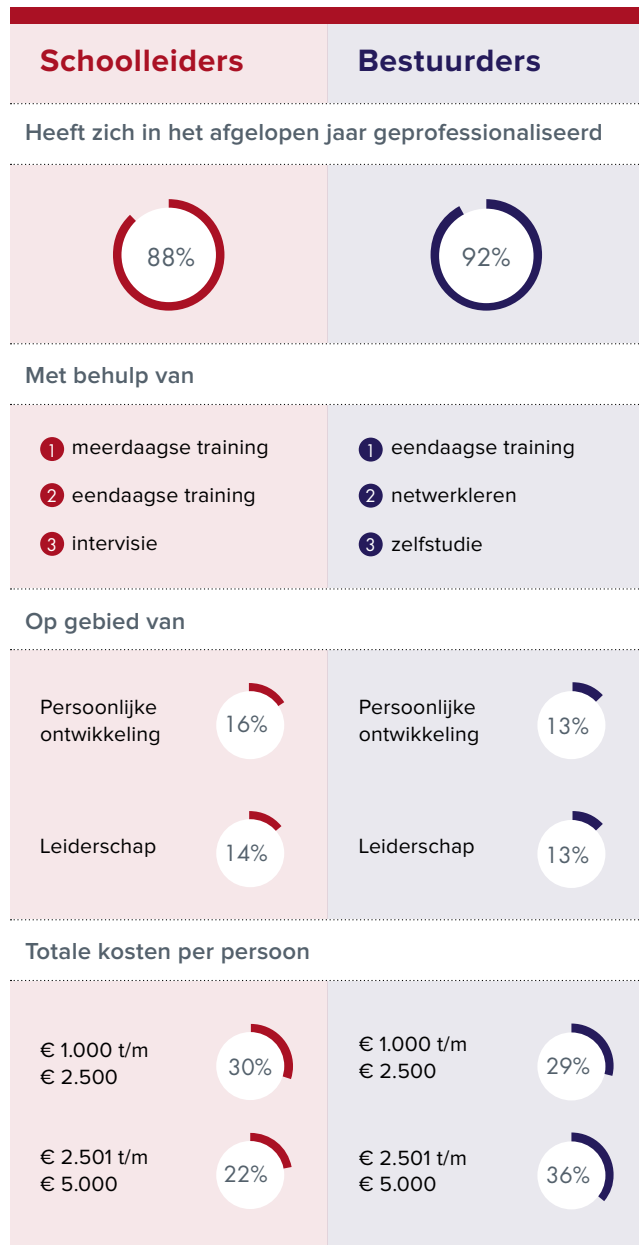 Schoolleiders
Bestuurders
Heeft zich in het afgelopen jaar geprofessionaliseerd
88%
92%
Met behulp van
1 meerdaagse training
2 eendaagse training
3 intervisie
1 eendaagse training
2 netwerkleren
3 zelfstudie
Op gebied van
Persoonlijke
ontwikkeling
16%
Leiderschap
14%
Persoonlijke
ontwikkeling
13%
Leiderschap
13%
Totale kosten per persoon
€ 1.000 t/m
€ 2.500
30%
€ 2.501 t/m
€ 5.000
22%
€ 1.000 t/m
€ 2.500
29%
€ 2.501 t/m
€ 5.000
36%